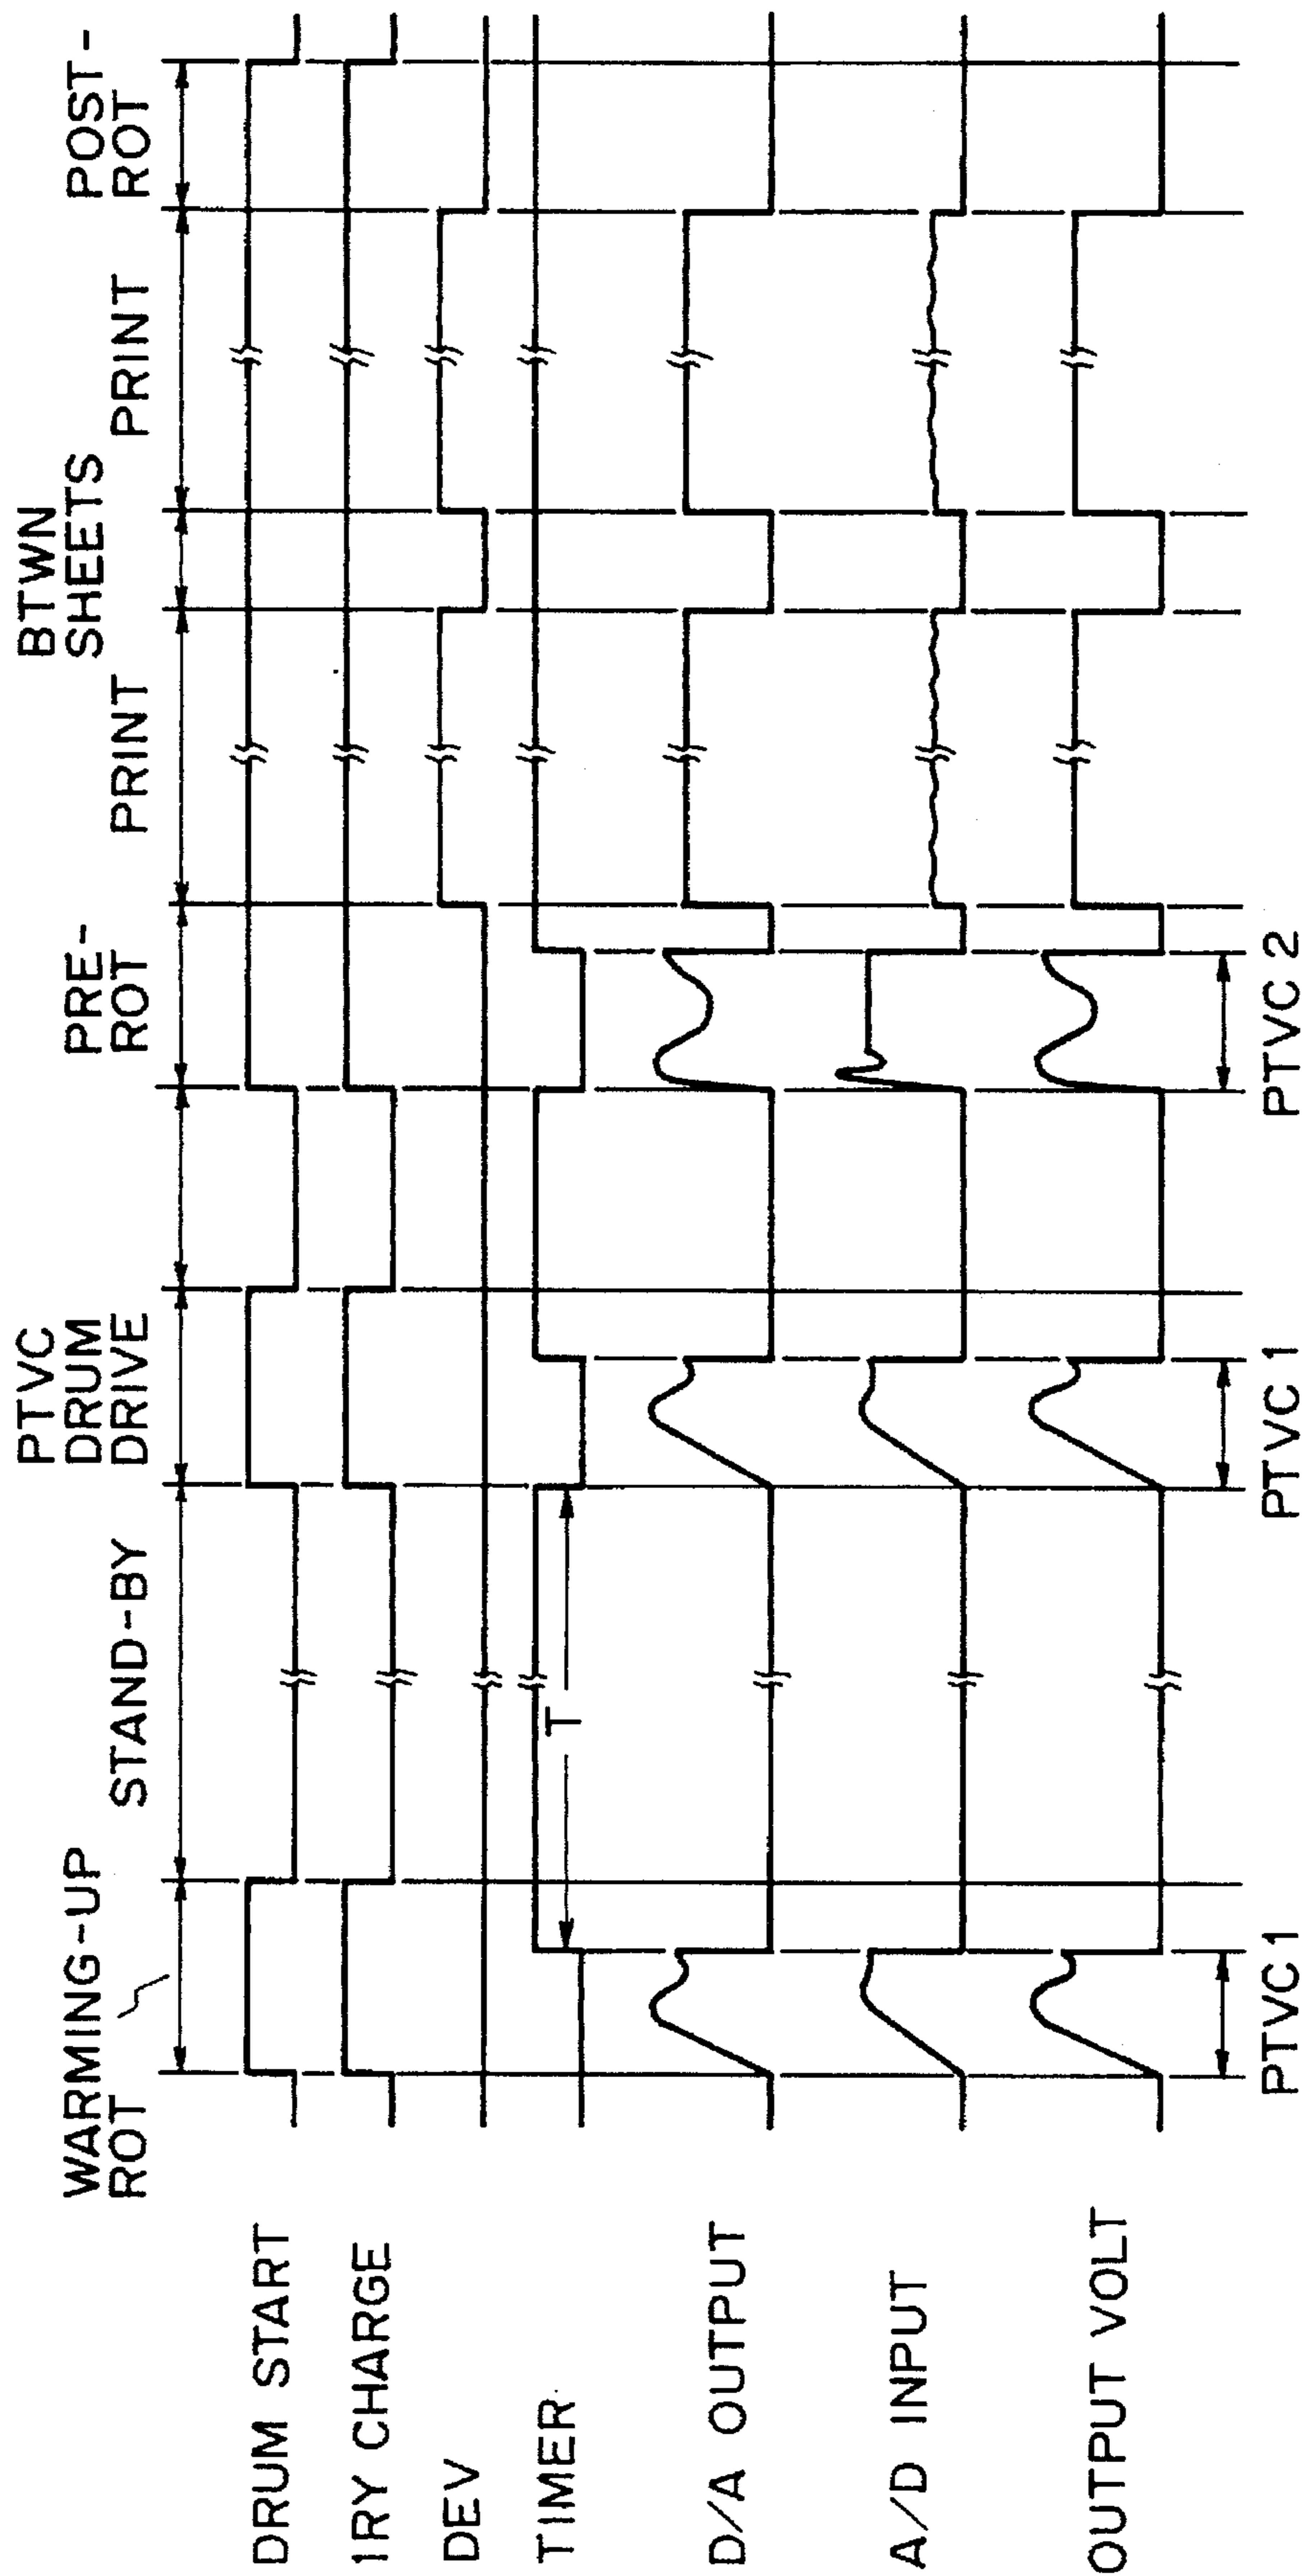 WARMING-UP
ROT
STAND-BY
PTVC
DRUM
DRIVE
PRE-
ROT
PRINT
BTWN
SHEETS
PRINT
POST-
ROT
DRUM START
1RY CHARGE
DEV
TIMER
T
D/A OUTPUT
A/D INPUT
OUTPUT VOLT
PTVC 1
PTVC 1
PTVC 2